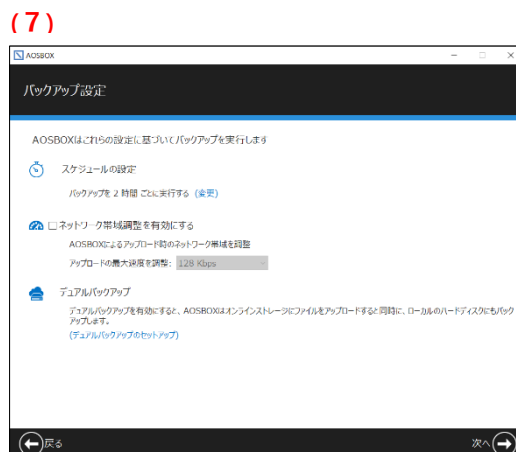 (7)
AOSBOX
バックアップ設定
AOSBOXはこれらの設定に基づいてバックアップを実行します
スケジュールの設定
バックアップを 2 時間 ごとに実行する (変更)
ネットワーク帯域調整を有効にする
AOSBOXによるアップロード時のネットワーク帯域を調整
アップロードの最大速度を調整: 128 Kbps
デュアルバックアップ
デュアルバックアップを有効にすると、AOSBOXはオンラインストレージにファイルをアップロードすると同時に、ローカルのハードディスクにもバック
アップします。
(デュアルバックアップのセットアップ)
戻る
次へ